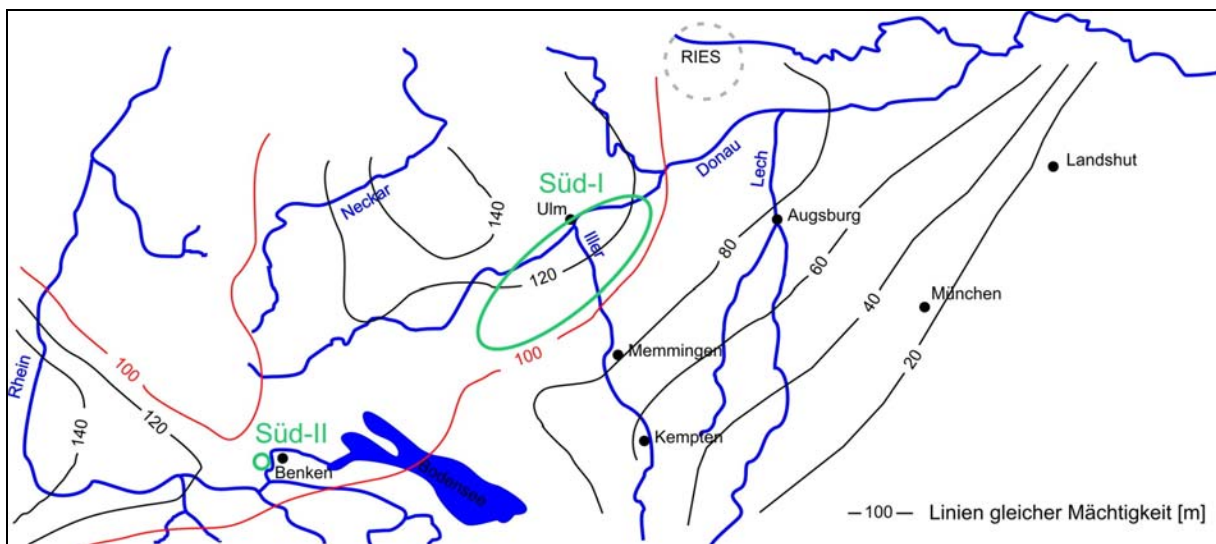 RIES
Landshut
Donau
Lech
Süd-I
Neckar
140
Ulm
Augsburg
80
Iller
120
60
40
München
100
Rhein
100
Memmingen
20
120
140
Süd-II
Kempten
Benken
Bodensee
—100— Linien gleicher Mächtigkeit [m]